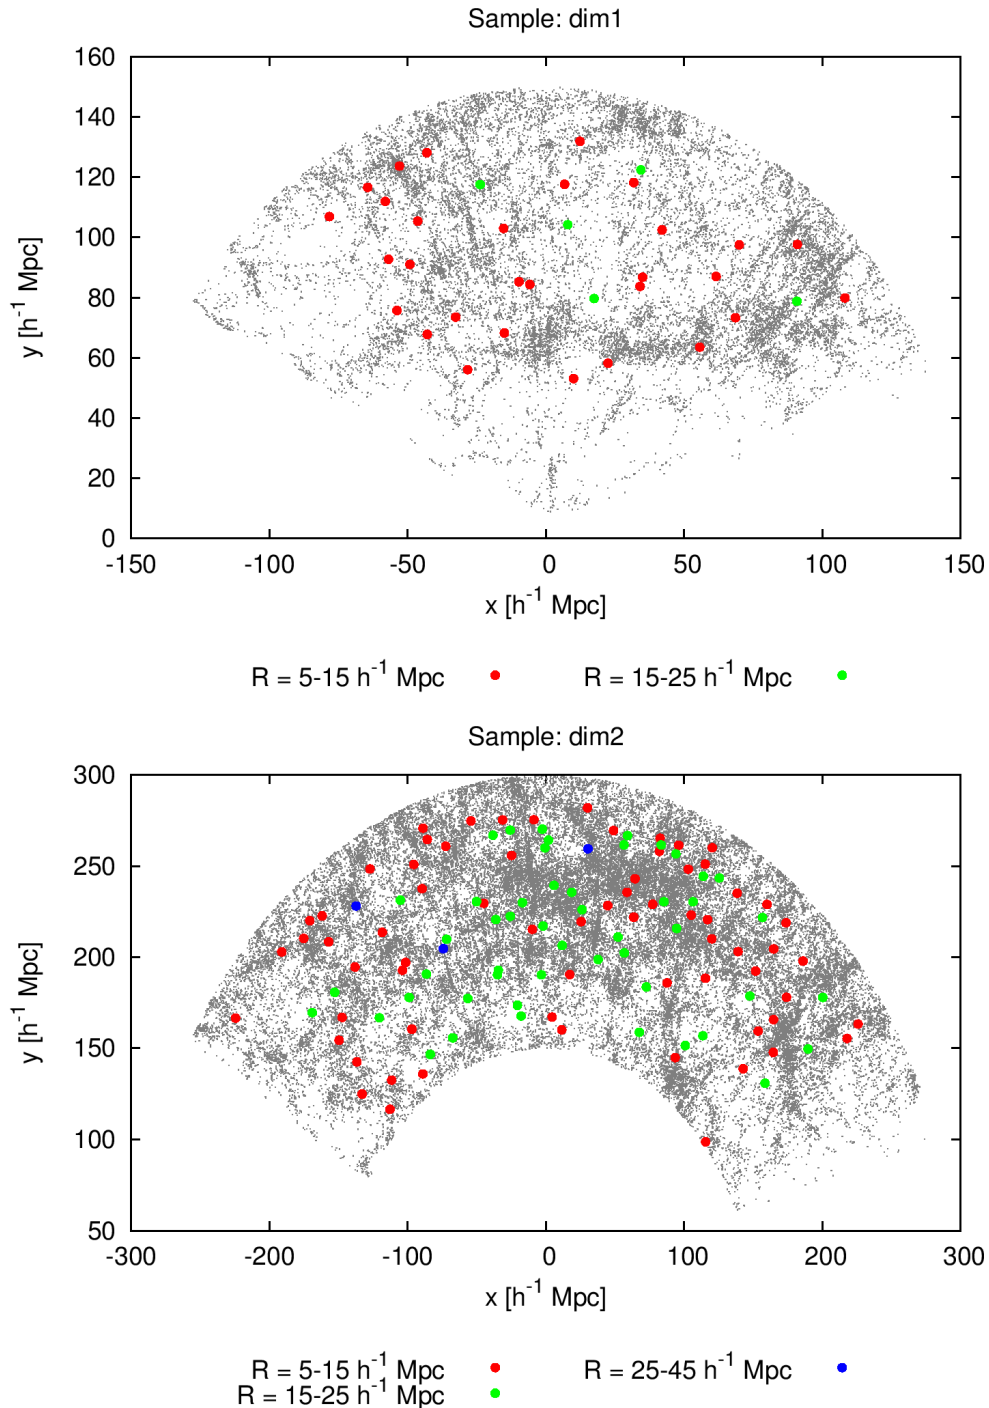 Sample: dim1
160
140
120
100
80
60
40
20
0
y [h-1 Mpc]
-150 -100 -50 0 50 100 150
x [h-1 Mpc]
R = 5-15 h-1 Mpc R = 15-25 h-1 Mpc
Sample: dim2
300
250
200
150
100
50
y [h-1 Mpc]
-300 -200 -100 0 100 200 300
x [h-1 Mpc]
R = 5-15 h-1 Mpc R = 25-45 h-1 Mpc
R = 15-25 h-1 Mpc